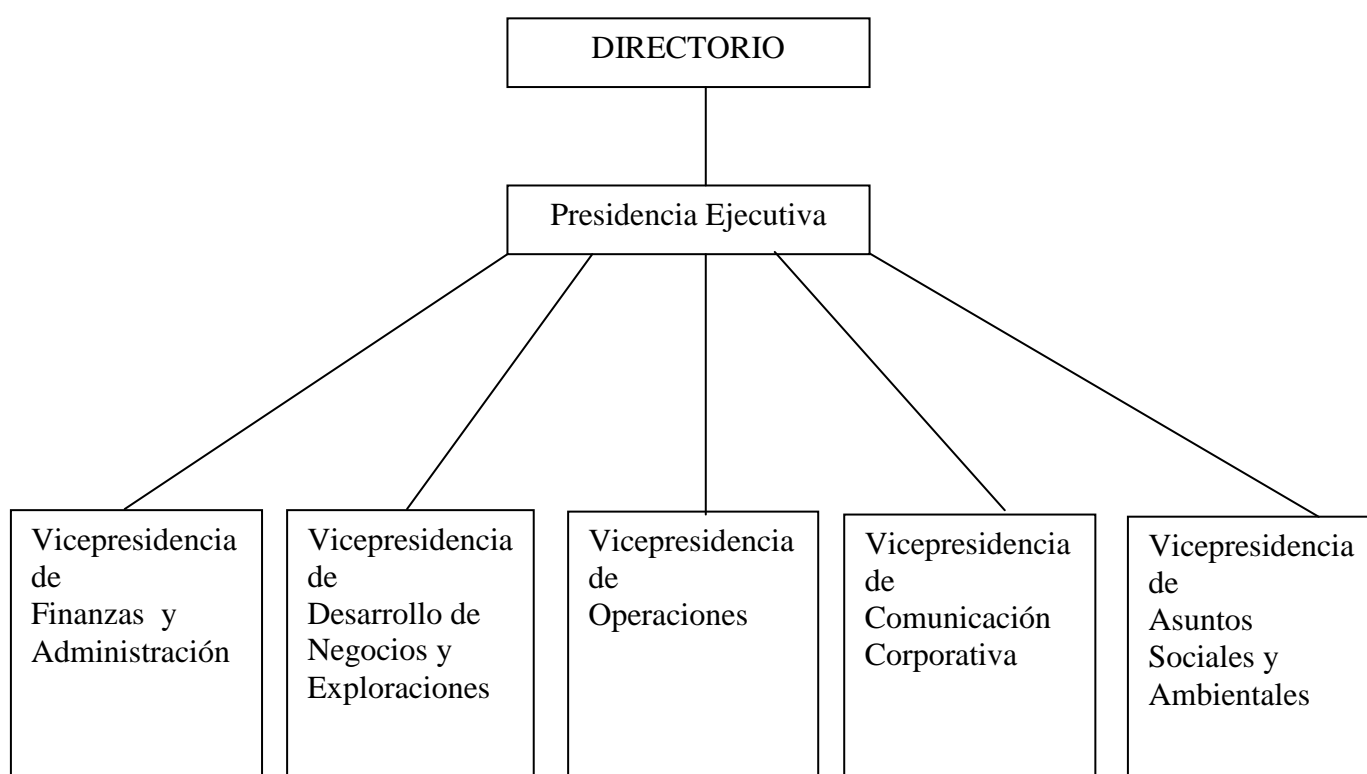 DIRECTORIO
Presidencia Ejecutiva
Vicepresidencia
de
Finanzas y
Administración
Vicepresidencia
de
Desarrollo de
Negocios y
Exploraciones
Vicepresidencia
de
Operaciones
Vicepresidencia
de
Comunicación
Corporativa
Vicepresidencia
de
Asuntos
Sociales y
Ambientales